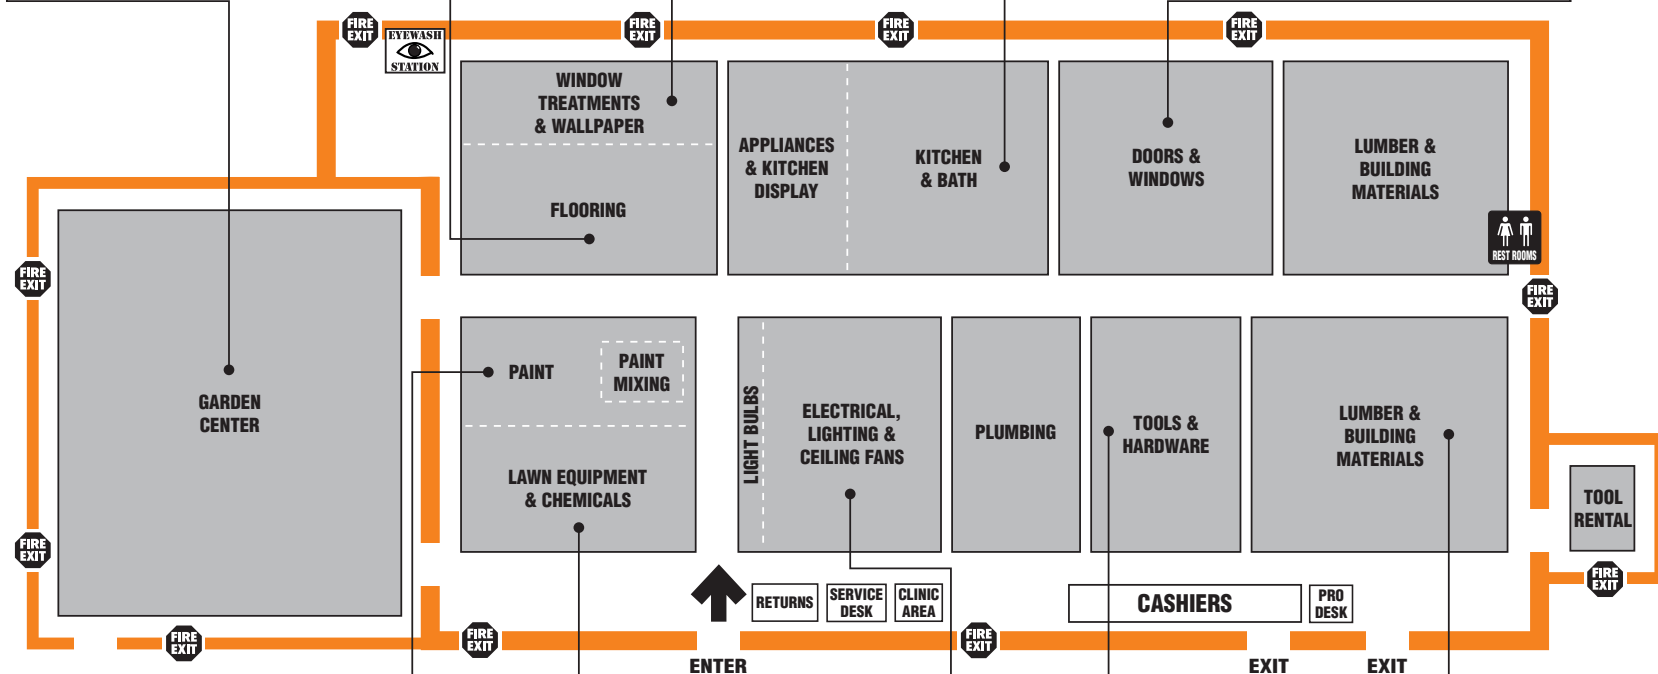 FIRE
EXIT
FIRE
EXIT
FIRE
EXIT
FIRE
EXIT
EYEWASH
STATION
WINDOW
TREATMENTS
& WALLPAPER
FLOORING
APPLIANCES
& KITCHEN
DISPLAY
KITCHEN
& BATH
DOORS &
WINDOWS
LUMBER &
BUILDING
MATERIALS
REST ROOMS
FIRE
EXIT
FIRE
EXIT
GARDEN
CENTER
PAINT
PAINT
MIXING
LAWN EQUIPMENT
& CHEMICALS
LIGHT BULBS
ELECTRICAL,
LIGHTING &
CEILING FANS
PLUMBING
TOOLS &
HARDWARE
LUMBER &
BUILDING
MATERIALS
TOOL
RENTAL
FIRE
EXIT
FIRE
EXIT
RETURNS
SERVICE
DESK
CLINIC
AREA
CASHIERS
PRO
DESK
FIRE
EXIT
FIRE
EXIT
FIRE
EXIT
ENTER
EXIT
EXIT